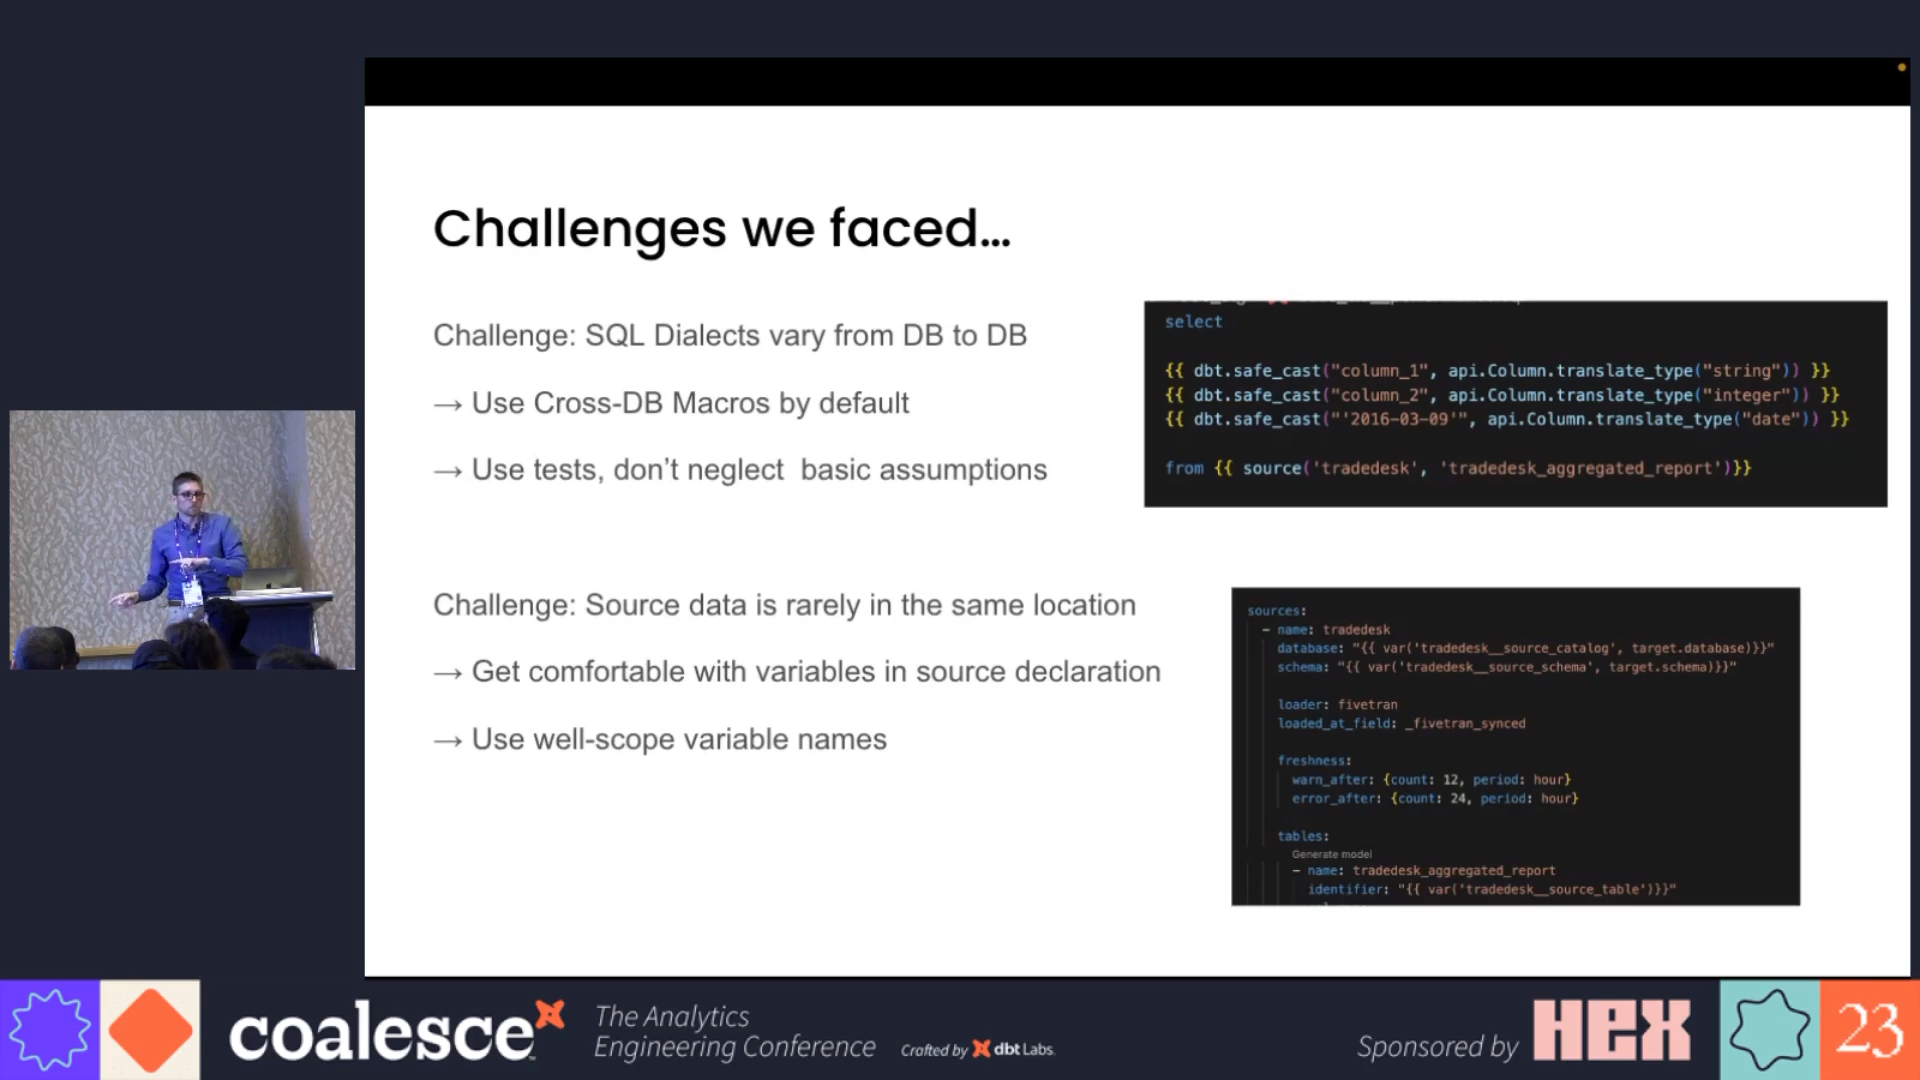 Challenges we faced...
Challenge: SQL Dialects vary from DB to DB
→ Use Cross-DB Macros by default
→ Use tests, don't neglect  basic assumptions
select
{{ dbt.safe_cast("column_1", api.Column.translate_type("string")) }}
{{ dbt.safe_cast("column_2", api.Column.translate_type("integer")) }}
{{ dbt.safe_cast("'2016-03-09'", api.Column.translate_type("date")) }}
from {{ source('tradedesk', 'tradedesk_aggregated_report')}}
Challenge: Source data is rarely in the same location
→ Get comfortable with variables in source declaration
→ Use well-scope variable names
sources:
- name: tradedesk
database: "{{ var('tradedesk__source_catalog', target.database)}}"
schema: "{{ var('tradedesk__source_schema', target.schema)}}"
loader: fivetran
loaded_at_field: _fivetran_synced
freshness:
warn_after: {count: 12, period: hour}
error_after: {count: 24, period: hour}
tables:
Generate model
- name: tradedesk_aggregated_report
identifier: "{{ var('tradedesk__source_table')}}"
coalesce
The Analytics
Engineering Conference
Crafted by dbt Labs
Sponsored by HEX
23